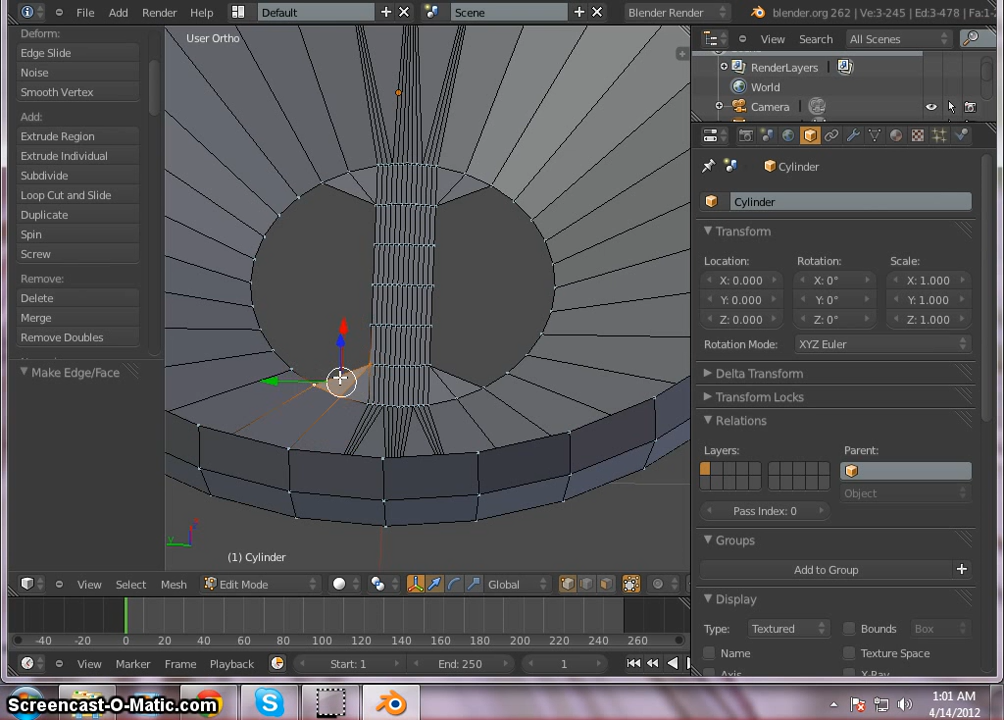 File Add Render Help Default Scene Blender Render blender.org 262 | Ve:3-245 | Ed:3-478 | Fa:1-
Deform:
Edge Slide
Noise
Smooth Vertex
Add:
Extrude Region
Extrude Individual
Subdivide
Loop Cut and Slide
Duplicate
Spin
Screw
Remove:
Delete
Merge
Remove Doubles
Make Edge/Face
User Ortho
(1) Cylinder
View Select Mesh Edit Mode Global
View Search All Scenes
RenderLayers
World
Camera
Cylinder
Cylinder
Transform
Location: Rotation: Scale:
X: 0.000 X: 0° X: 1.000
Y: 0.000 Y: 0° Y: 1.000
Z: 0.000 Z: 0° Z: 1.000
Rotation Mode: XYZ Euler
Delta Transform
Transform Locks
Relations
Layers: Parent:
Object
Pass Index: 0
Groups
Add to Group
Display
Type: Textured Bounds Box
Name Texture Space
Axis X-Ray
-40 -20 0 20 40 60 80 100 120 140 160 180 200 220 240 260
View Marker Frame Playback Start: 1 End: 250 1
Screencast-O-Matic.com
1:01 AM
4/14/2012